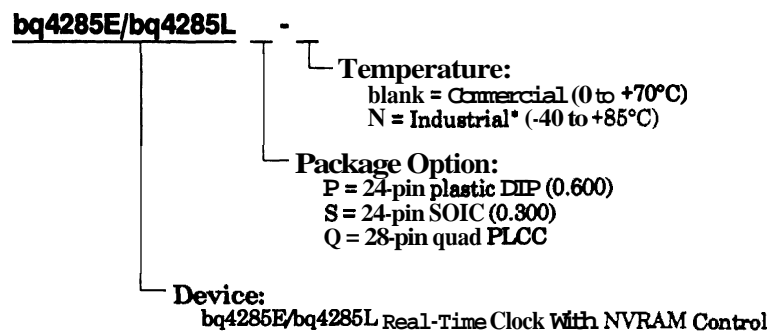 bq4285E/bq4285L _ - _
Temperature:
blank = Commercial (0 to +70°C)
N = Industrial* (-40 to +85°C)
Package Option:
P = 24-pin plastic DIP (0.600)
S = 24-pin SOIC (0.300)
Q = 28-pin quad PLCC
Device:
bq4285E/bq4285L Real-Time Clock With NVRAM Control